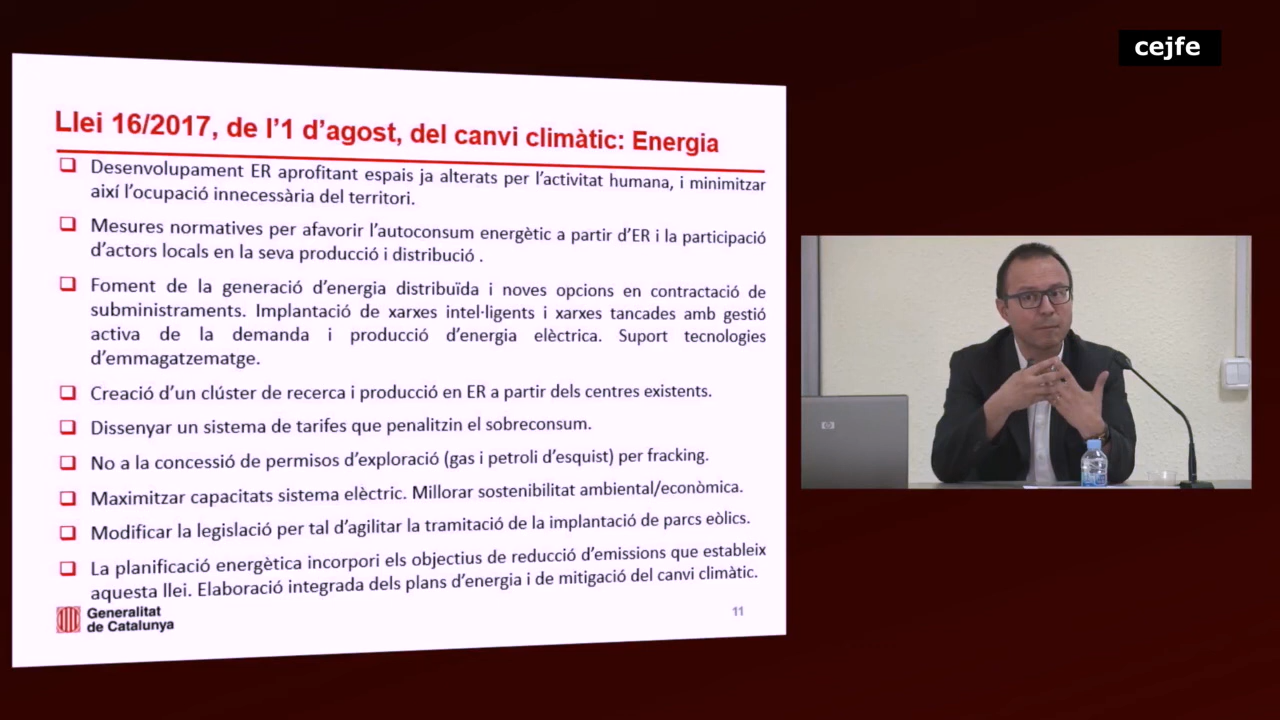 cejfe
Llei 16/2017, de l'1 d'agost, del canvi climàtic: Energia
Desenvolupament ER aprofitant espais ja alterats per l'activitat humana, i minimitzar
així l'ocupació innecessària del territori.
Mesures normatives per afavorir l'autoconsum energètic a partir d'ER i la participació
d'actors locals en la seva producció i distribució .
Foment de la generació d'energia distribuïda i noves opcions en contractació de
subministraments. Implantació de xarxes intel·ligents i xarxes tancades amb gestió
activa de la demanda i producció d'energia elèctrica. Suport tecnologies
d'emmagatzematge.
Creació d'un clúster de recerca i producció en ER a partir dels centres existents.
Dissenyar un sistema de tarifes que penalitzin el sobreconsum.
No a la concessió de permisos d'exploració (gas i petroli d'esquist) per fracking.
Maximitzar capacitats sistema elèctric. Millorar sostenibilitat ambiental/econòmica.
Modificar la legislació per tal d'agilitar la tramitació de la implantació de parcs eòlics.
La planificació energètica incorpori els objectius de reducció d'emissions que estableix
aquesta llei. Elaboració integrada dels plans d'energia i de mitigació del canvi climàtic.
Generalitat
de Catalunya
11
hp